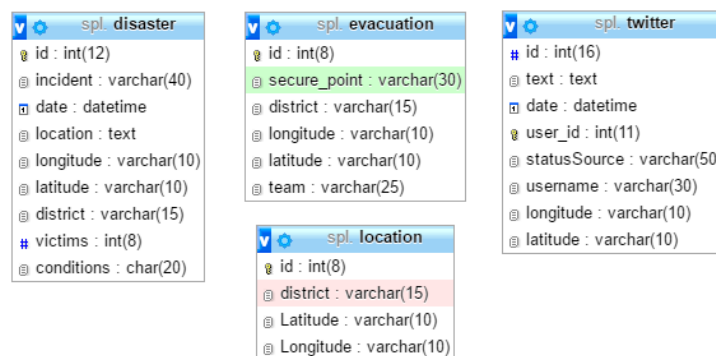 spl. disaster
id : int(12)
incident : varchar(40)
date : datetime
location : text
longitude : varchar(10)
latitude : varchar(10)
district : varchar(15)
victims : int(8)
conditions : char(20)
spl. evacuation
id : int(8)
secure_point : varchar(30)
district : varchar(15)
longitude : varchar(10)
latitude : varchar(10)
team : varchar(25)
spl. location
id : int(8)
district : varchar(15)
Latitude : varchar(10)
Longitude : varchar(10)
spl. twitter
id : int(16)
text : text
date : datetime
user_id : int(11)
statusSource : varchar(50
username : varchar(30)
longitude : varchar(10)
latitude : varchar(10)